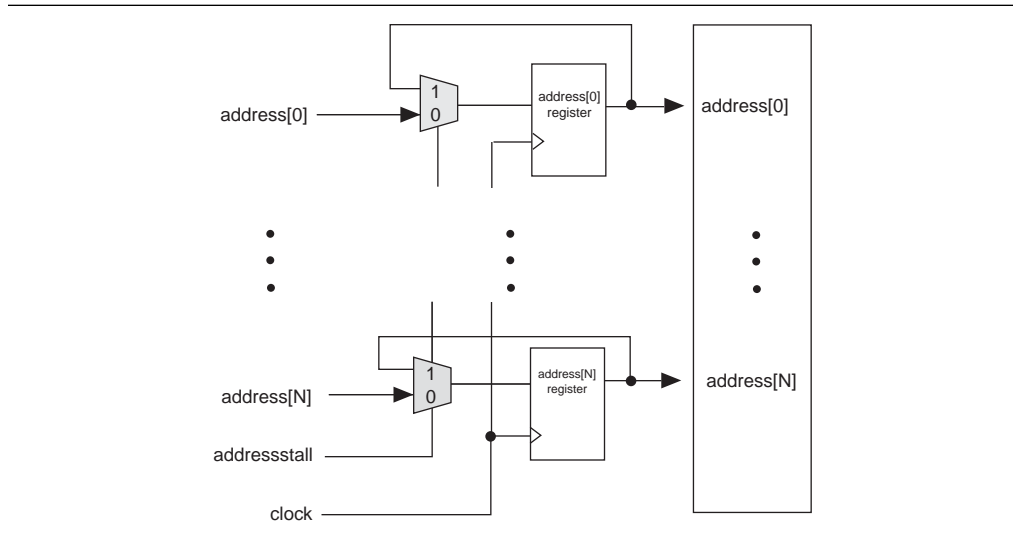 address[0]
1
0
address[0]
register
address[0]
address[N]
1
0
address[N]
register
address[N]
addressstall
clock